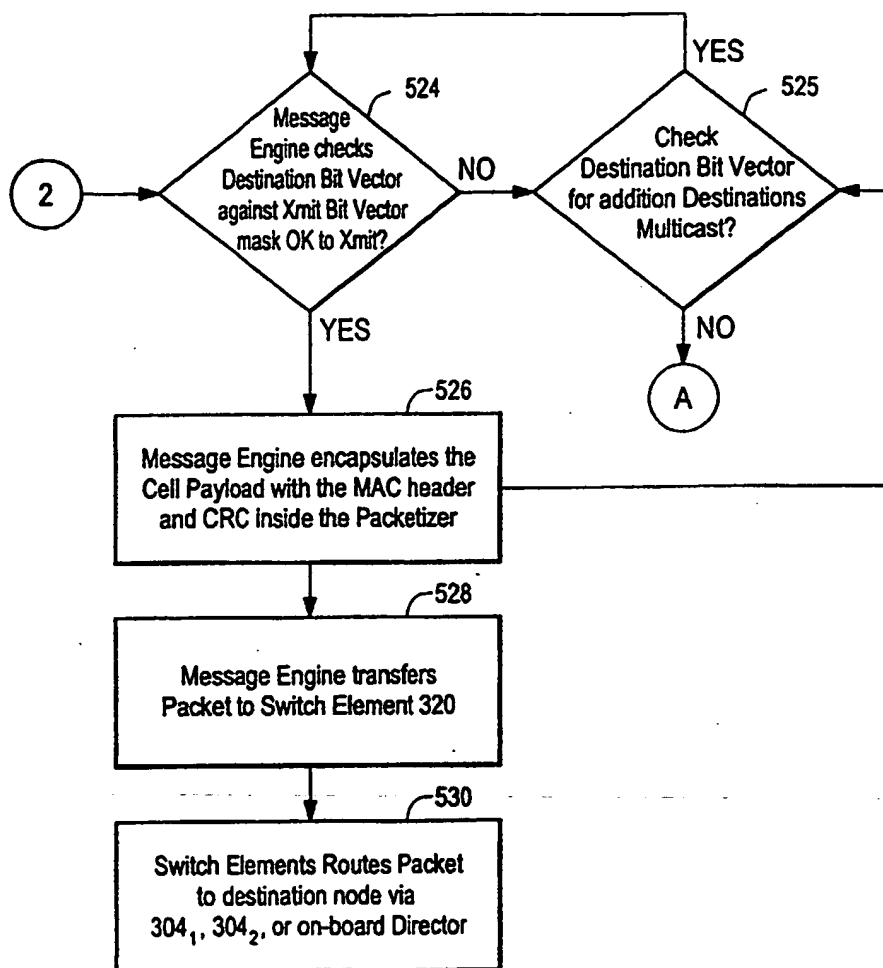 YES
524
525
Message
Engine checks
Destination Bit Vector
against Xmit Bit Vector
mask OK to Xmit?
NO
Check
Destination Bit Vector
for addition Destinations
Multicast?
2
YES
NO
A
526
Message Engine encapsulates the
Cell Payload with the MAC header
and CRC inside the Packetizer
528
Message Engine transfers
Packet to Switch Element 320
530
Switch Elements Routes Packet
to destination node via
304₁, 304₂, or on-board Director